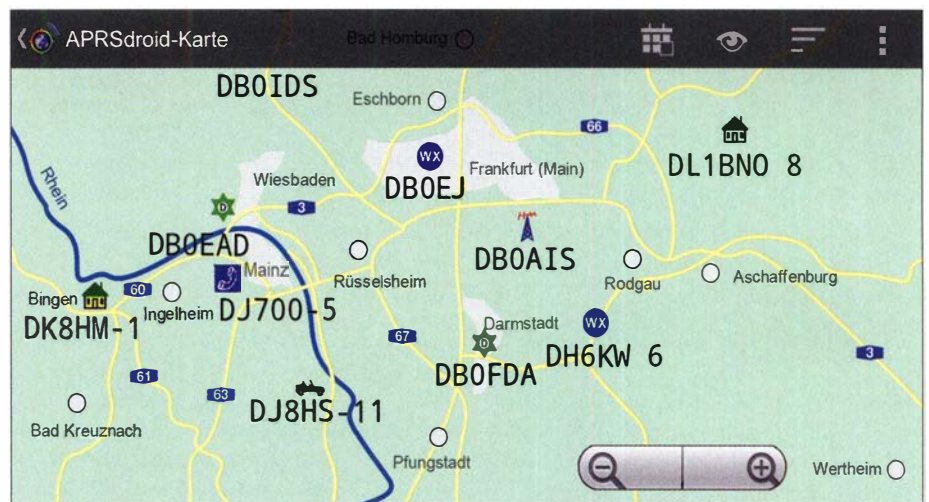 APRSdroid-Karte
Bad Homburg
DB0IDS
Eschborn
66
WX
Frankfurt (Main)
DL1BNO 8
Wiesbaden
DB0EJ
Rhein
3
D
DB0EAD
Mainz
DB0AIS
Rüsselsheim
Rodgau
Aschaffenburg
Bingen
60
Ingelheim
DJ700-5
DK8HM-1
67
Darmstadt
WX
D
DH6KW 6
3
DB0FDA
61
63
DJ8HS-11
Bad Kreuznach
Pfungstadt
Wertheim